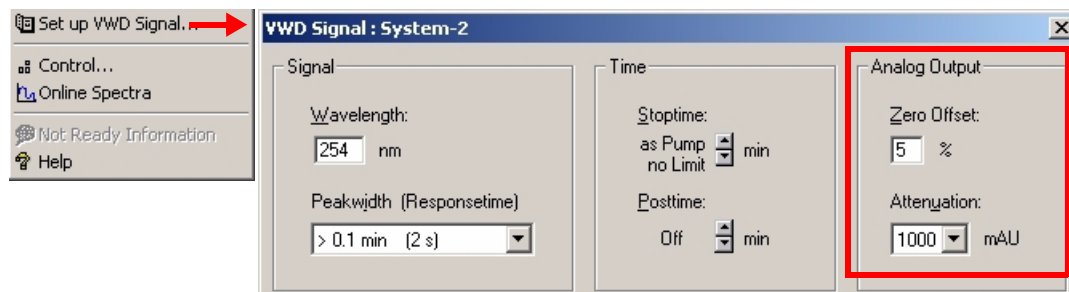 Set up VWD Signal...
Control...
Online Spectra
Not Ready Information
Help
VWD Signal : System-2
Signal
Wavelength:
254 nm
Peakwidth (Responsetime)
> 0.1 min (2 s)
Time
Stoptime:
as Pump
no Limit
min
Posttime:
Off min
Analog Output
Zero Offset:
5 %
Attenuation:
1000 mAU